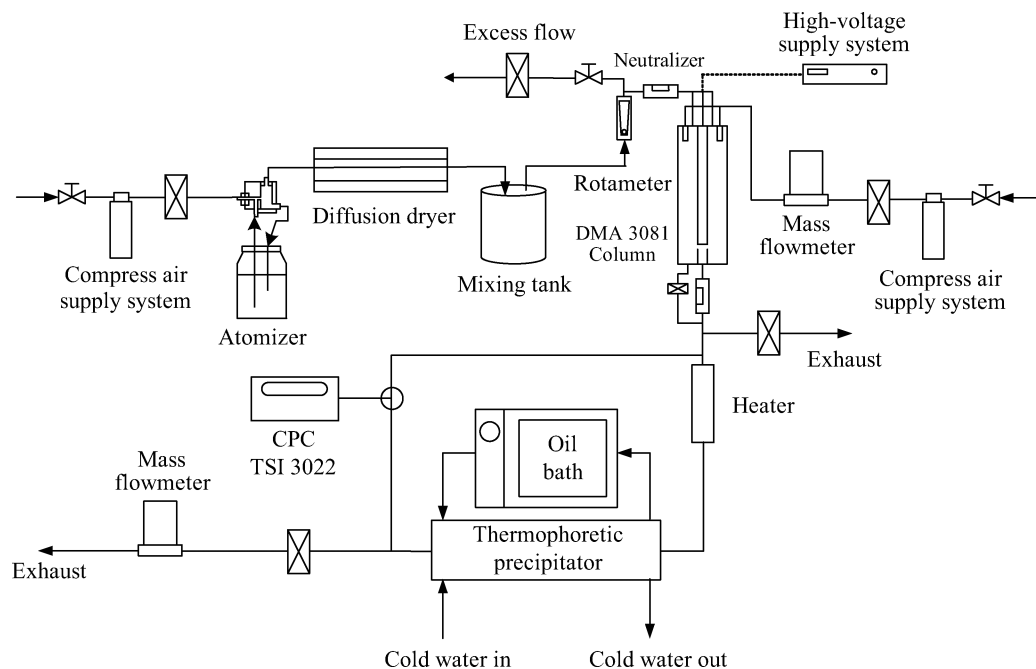 High-voltage
supply system
Excess flow
Neutralizer
Rotameter
Diffusion dryer
Mass
flowmeter
DMA 3081
Column
Compress air
supply system
Mixing tank
Compress air
supply system
Atomizer
Exhaust
Heater
CPC
TSI 3022
Oil
bath
Mass
flowmeter
Thermophoretic
precipitator
Exhaust
Cold water in
Cold water out